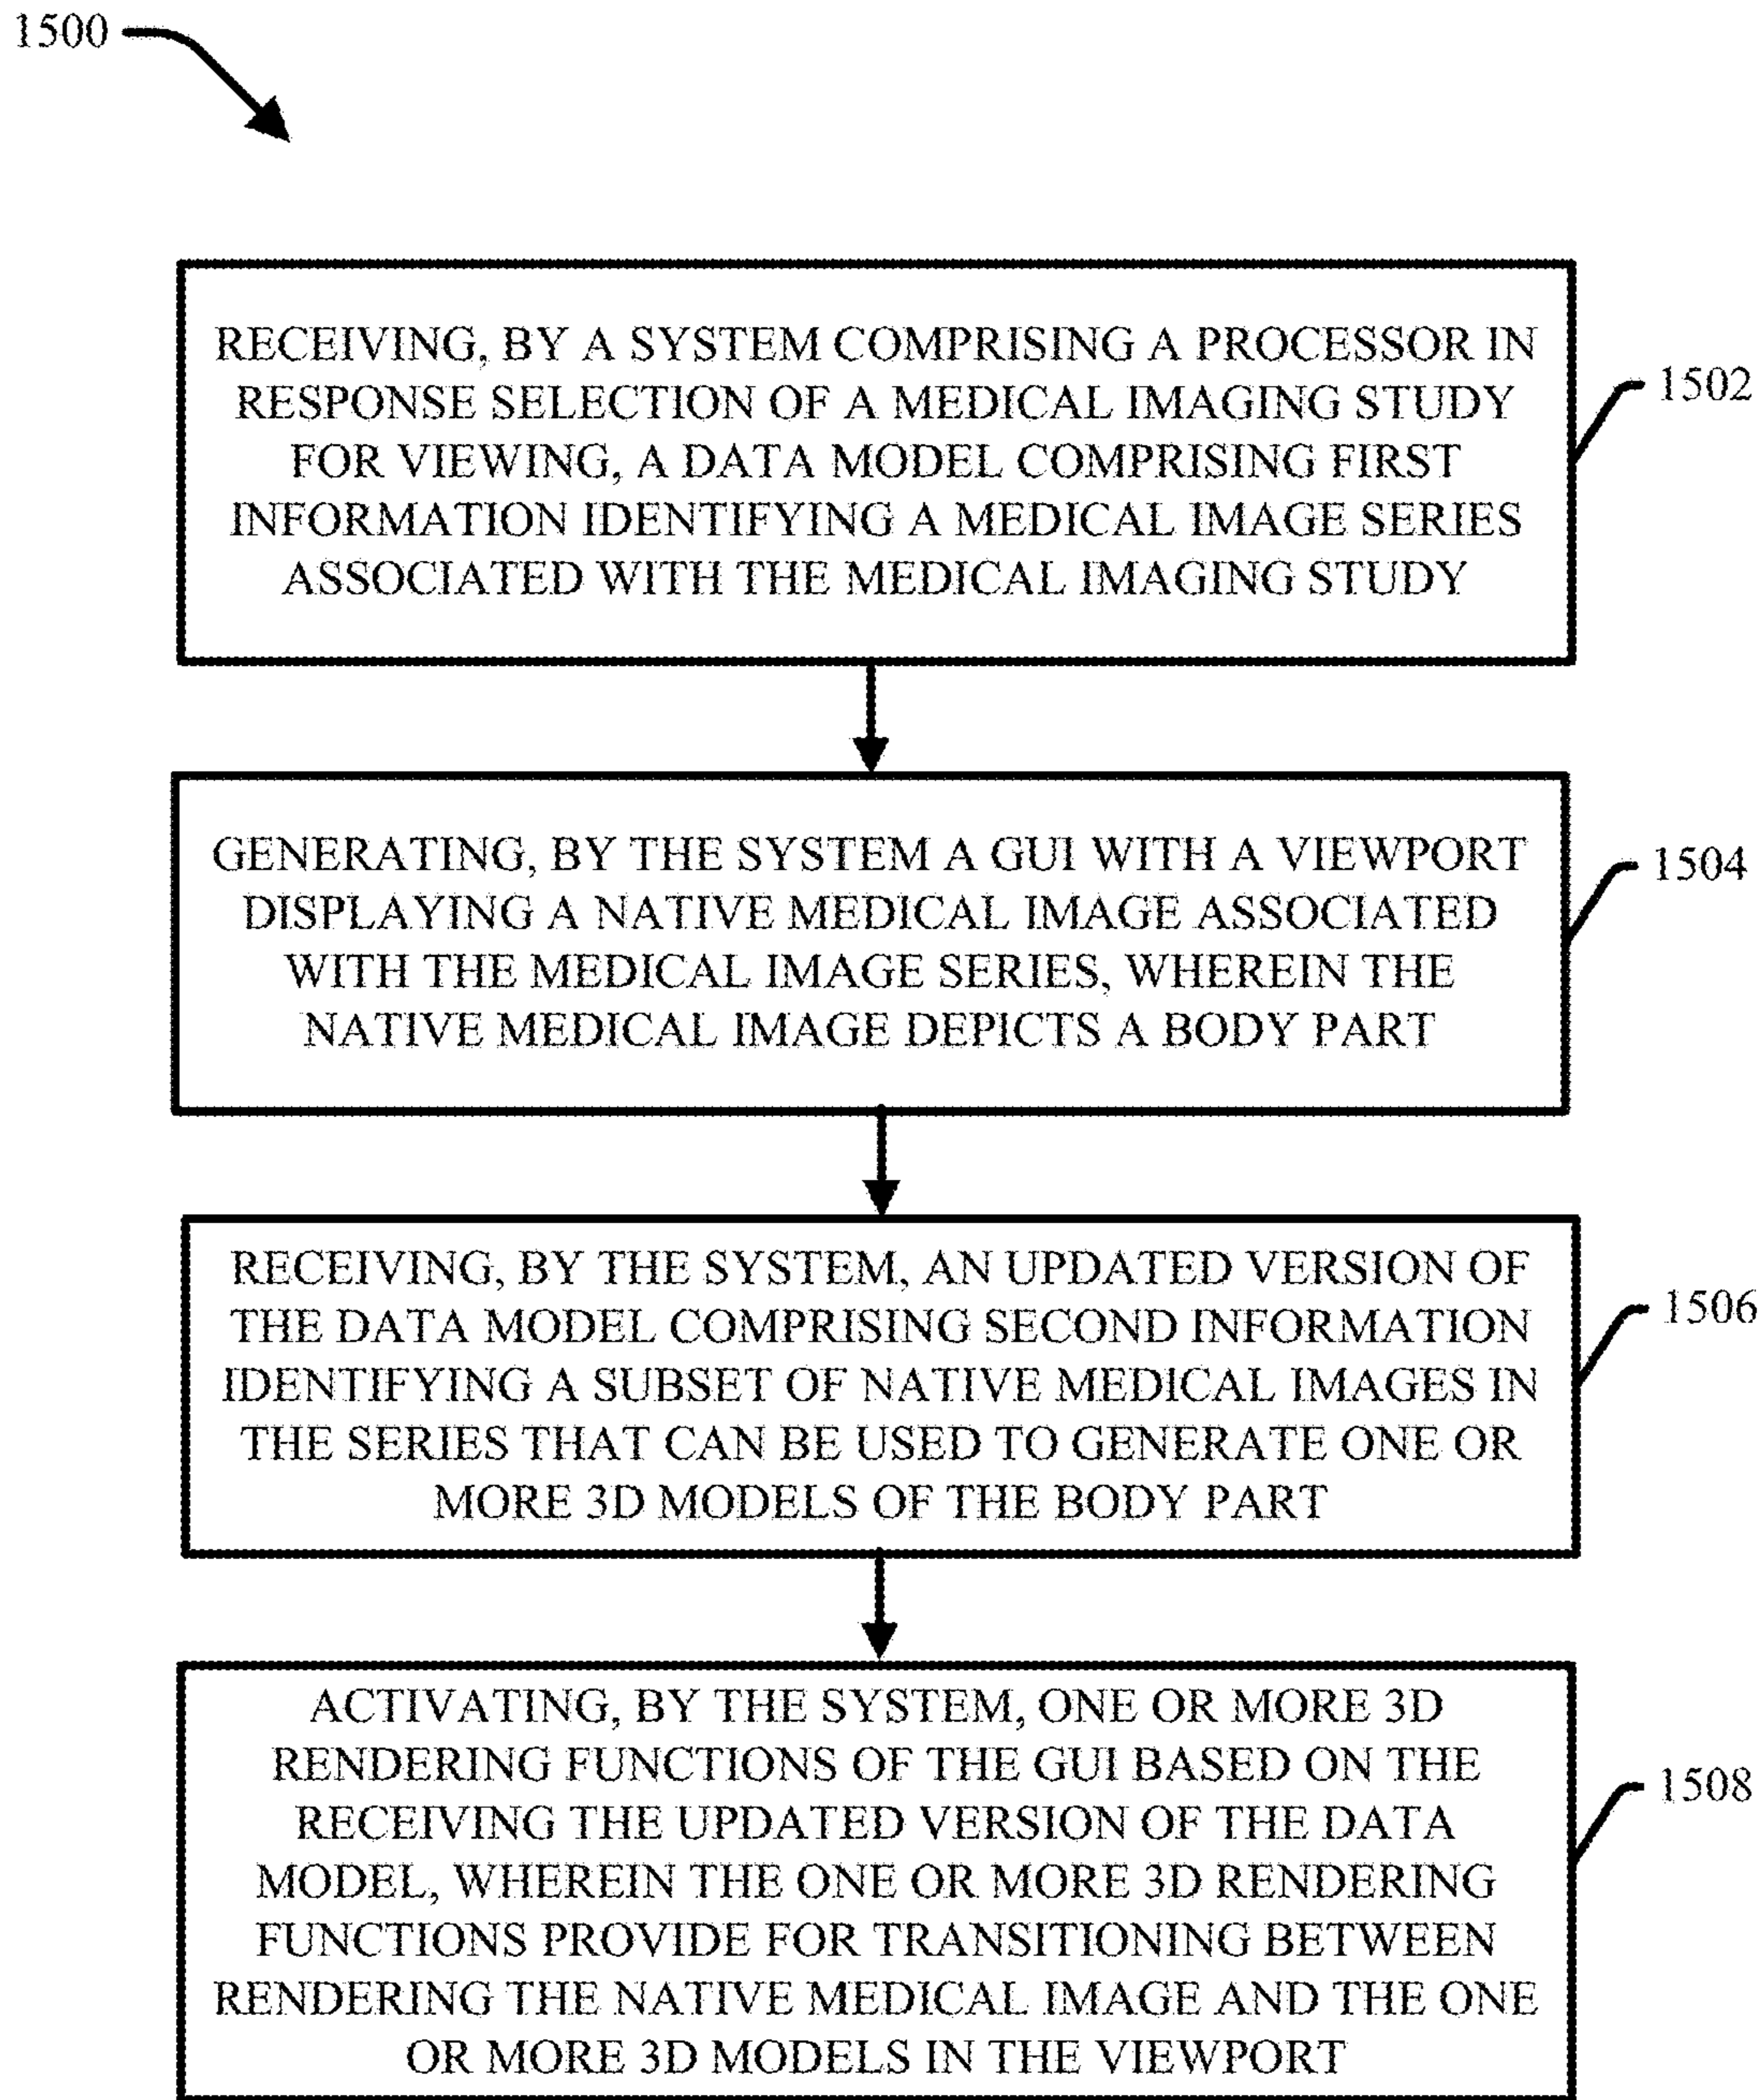 1500
RECEIVING, BY A SYSTEM COMPRISING A PROCESSOR IN
RESPONSE SELECTION OF A MEDICAL IMAGING STUDY
FOR VIEWING, A DATA MODEL COMPRISING FIRST
INFORMATION IDENTIFYING A MEDICAL IMAGE SERIES
ASSOCIATED WITH THE MEDICAL IMAGING STUDY
1502
GENERATING, BY THE SYSTEM A GUI WITH A VIEWPORT
DISPLAYING A NATIVE MEDICAL IMAGE ASSOCIATED
WITH THE MEDICAL IMAGE SERIES, WHEREIN THE
NATIVE MEDICAL IMAGE DEPICTS A BODY PART
1504
RECEIVING, BY THE SYSTEM, AN UPDATED VERSION OF
THE DATA MODEL COMPRISING SECOND INFORMATION
IDENTIFYING A SUBSET OF NATIVE MEDICAL IMAGES IN
THE SERIES THAT CAN BE USED TO GENERATE ONE OR
MORE 3D MODELS OF THE BODY PART
1506
ACTIVATING, BY THE SYSTEM, ONE OR MORE 3D
RENDERING FUNCTIONS OF THE GUI BASED ON THE
RECEIVING THE UPDATED VERSION OF THE DATA
MODEL, WHEREIN THE ONE OR MORE 3D RENDERING
FUNCTIONS PROVIDE FOR TRANSITIONING BETWEEN
RENDERING THE NATIVE MEDICAL IMAGE AND THE ONE
OR MORE 3D MODELS IN THE VIEWPORT
1508